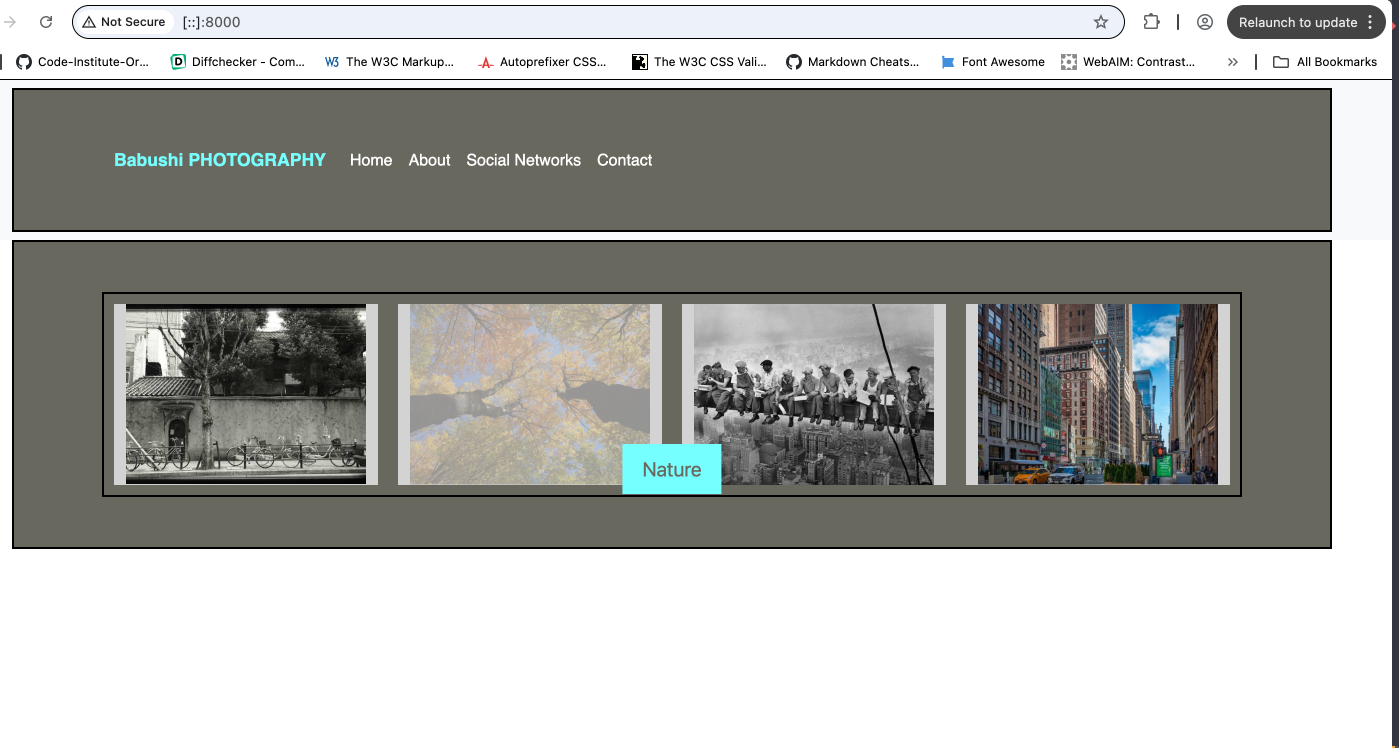 Not Secure [::]:8000 Relaunch to update
Code-Institute-Or... Diffchecker - Com... W3 The W3C Markup... Autoprefixer CSS... The W3C CSS Vali... Markdown Cheats... Font Awesome WebAIM: Contrast... » All Bookmarks
Babushi PHOTOGRAPHY Home About Social Networks Contact
Nature